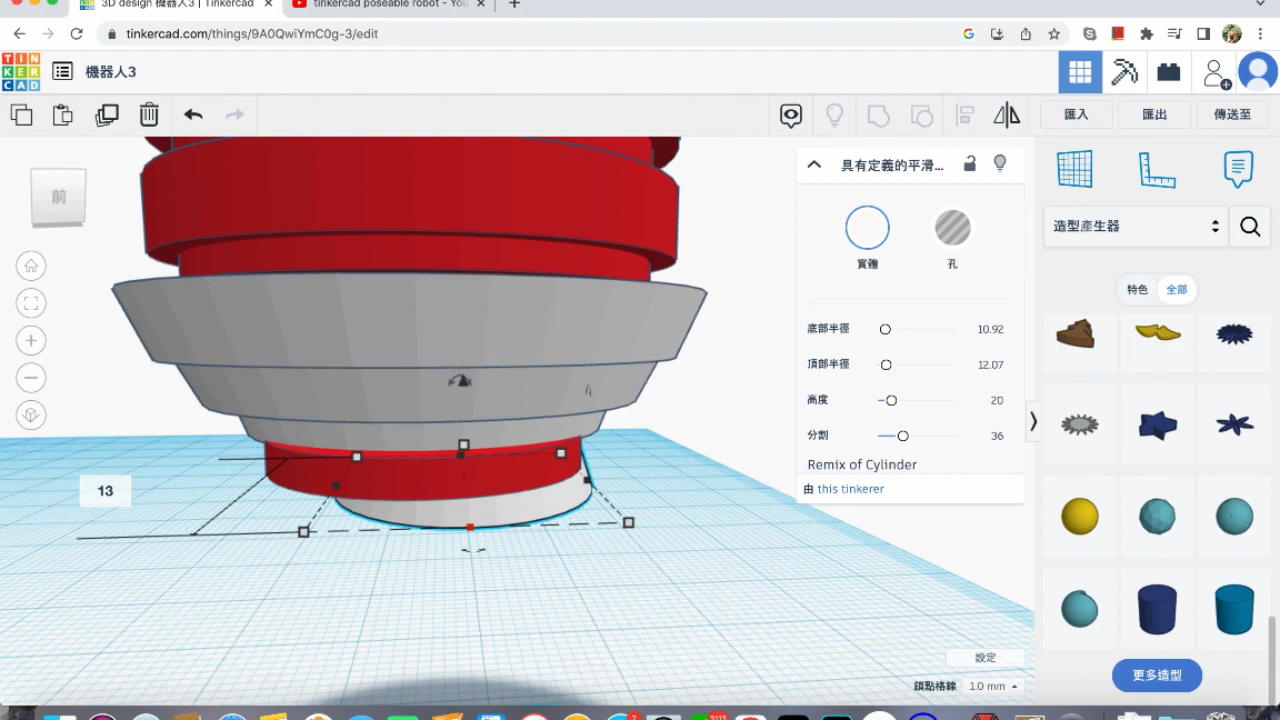 3D design 機器人3 | Tinkercad
tinkercad poseable robot - You
tinkercad.com/things/9A0QwiYmC0g-3/edit
TIN
KER
CAD
機器人3
匯入
匯出
傳送至
前
具有定義的平滑...
實體
孔
底部半徑 10.92
頂部半徑 12.07
高度 20
分割 36
Remix of Cylinder
由 this tinkerer
造型產生器
特色
全部
更多造型
13
設定
鎖點格線 1.0 mm